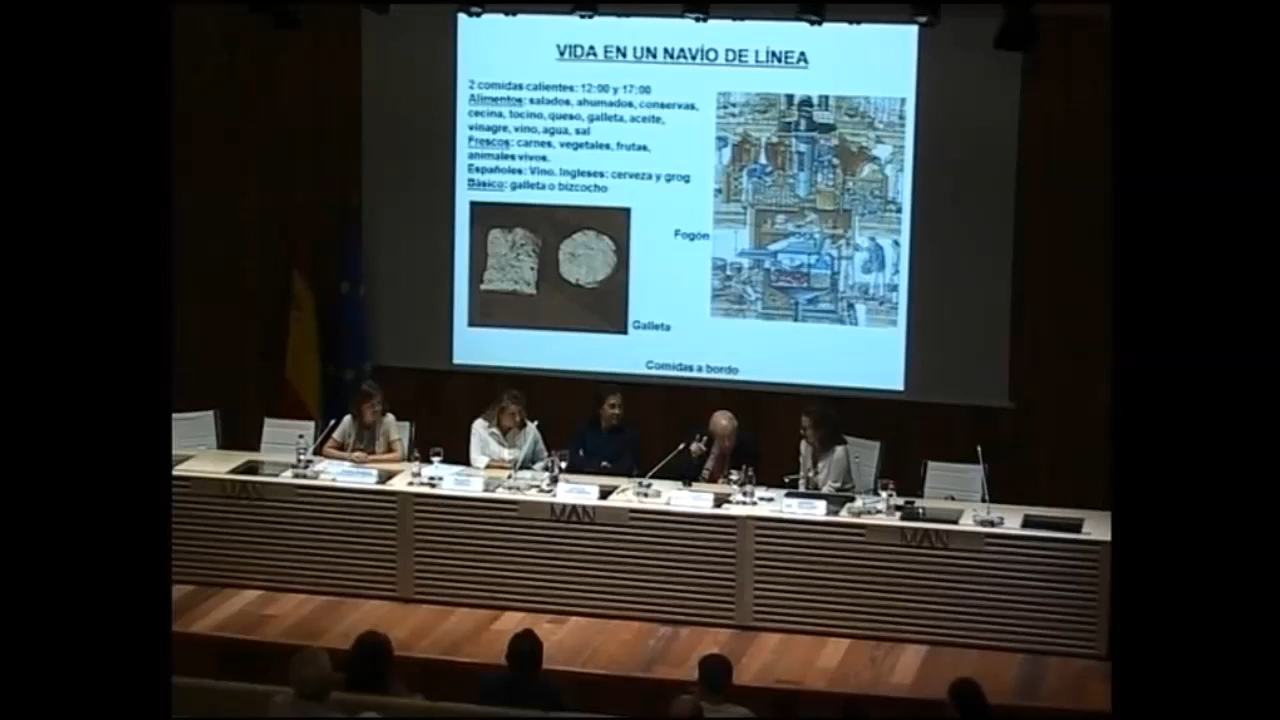 VIDA EN UN NAVÍO DE LÍNEA
2 comidas calientes: 12:00 y 17:00
Alimentos: salados, ahumados, conservas,
cecina, tocino, queso, galleta, aceite,
vinagre, vino, agua, sal
Frescos: carnes, vegetales, frutas,
animales vivos.
Españoles: Vino. Ingleses: cerveza y grog
Básico: galleta o bizcocho
Fogón
Galleta
Comidas a bordo
MAN
MAN
MAN